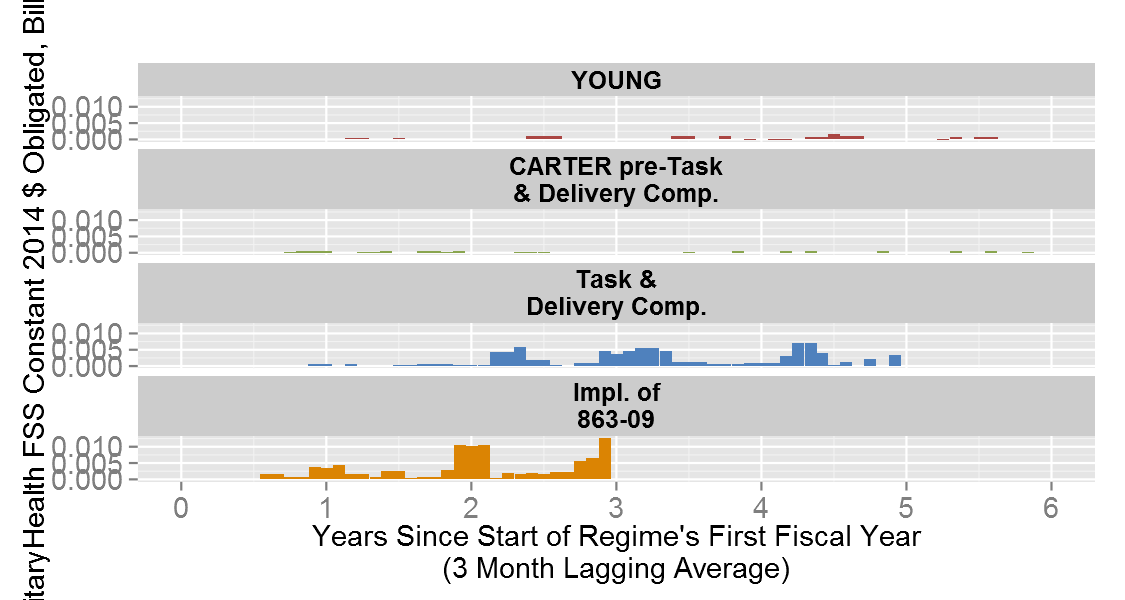 itaryHealth FSS Constant 2014 $ Obligated, Bill
YOUNG
0.010
0.005
0.000
CARTER pre-Task
& Delivery Comp.
0.010
0.005
0.000
Task &
Delivery Comp.
0.010
0.005
0.000
Impl. of
863-09
0.010
0.005
0.000
0 1 2 3 4 5 6
Years Since Start of Regime's First Fiscal Year
(3 Month Lagging Average)